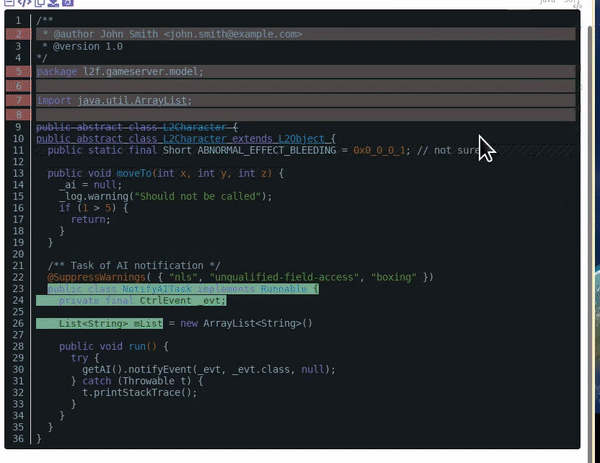 1 /**
2 * @author John Smith <john.smith@example.com>
3 * @version 1.0
4 */
5 package l2f.gameserver.model;
6
7 import java.util.ArrayList;
8
9 public abstract class L2Character {
10 public abstract class L2Character extends L2Object {
11 public static final Short ABNORMAL_EFFECT_BLEEDING = 0x0_0_0_1; // not sure
12
13 public void moveTo(int x, int y, int z) {
14 _ai = null;
15 _log.warning("Should not be called");
16 if (1 > 5) {
17 return;
18 }
19 }
20
21 /** Task of AI notification */
22 @SuppressWarnings( { "nls", "unqualified-field-access", "boxing" })
23 public class NotifyAITask implements Runnable {
24 private final CtrlEvent _evt;
25
26 List<String> mList = new ArrayList<String>()
27
28 public void run() {
29 try {
30 getAI().notifyEvent(_evt, _evt.class, null);
31 } catch (Throwable t) {
32 t.printStackTrace();
33 }
34 }
35 }
36 }